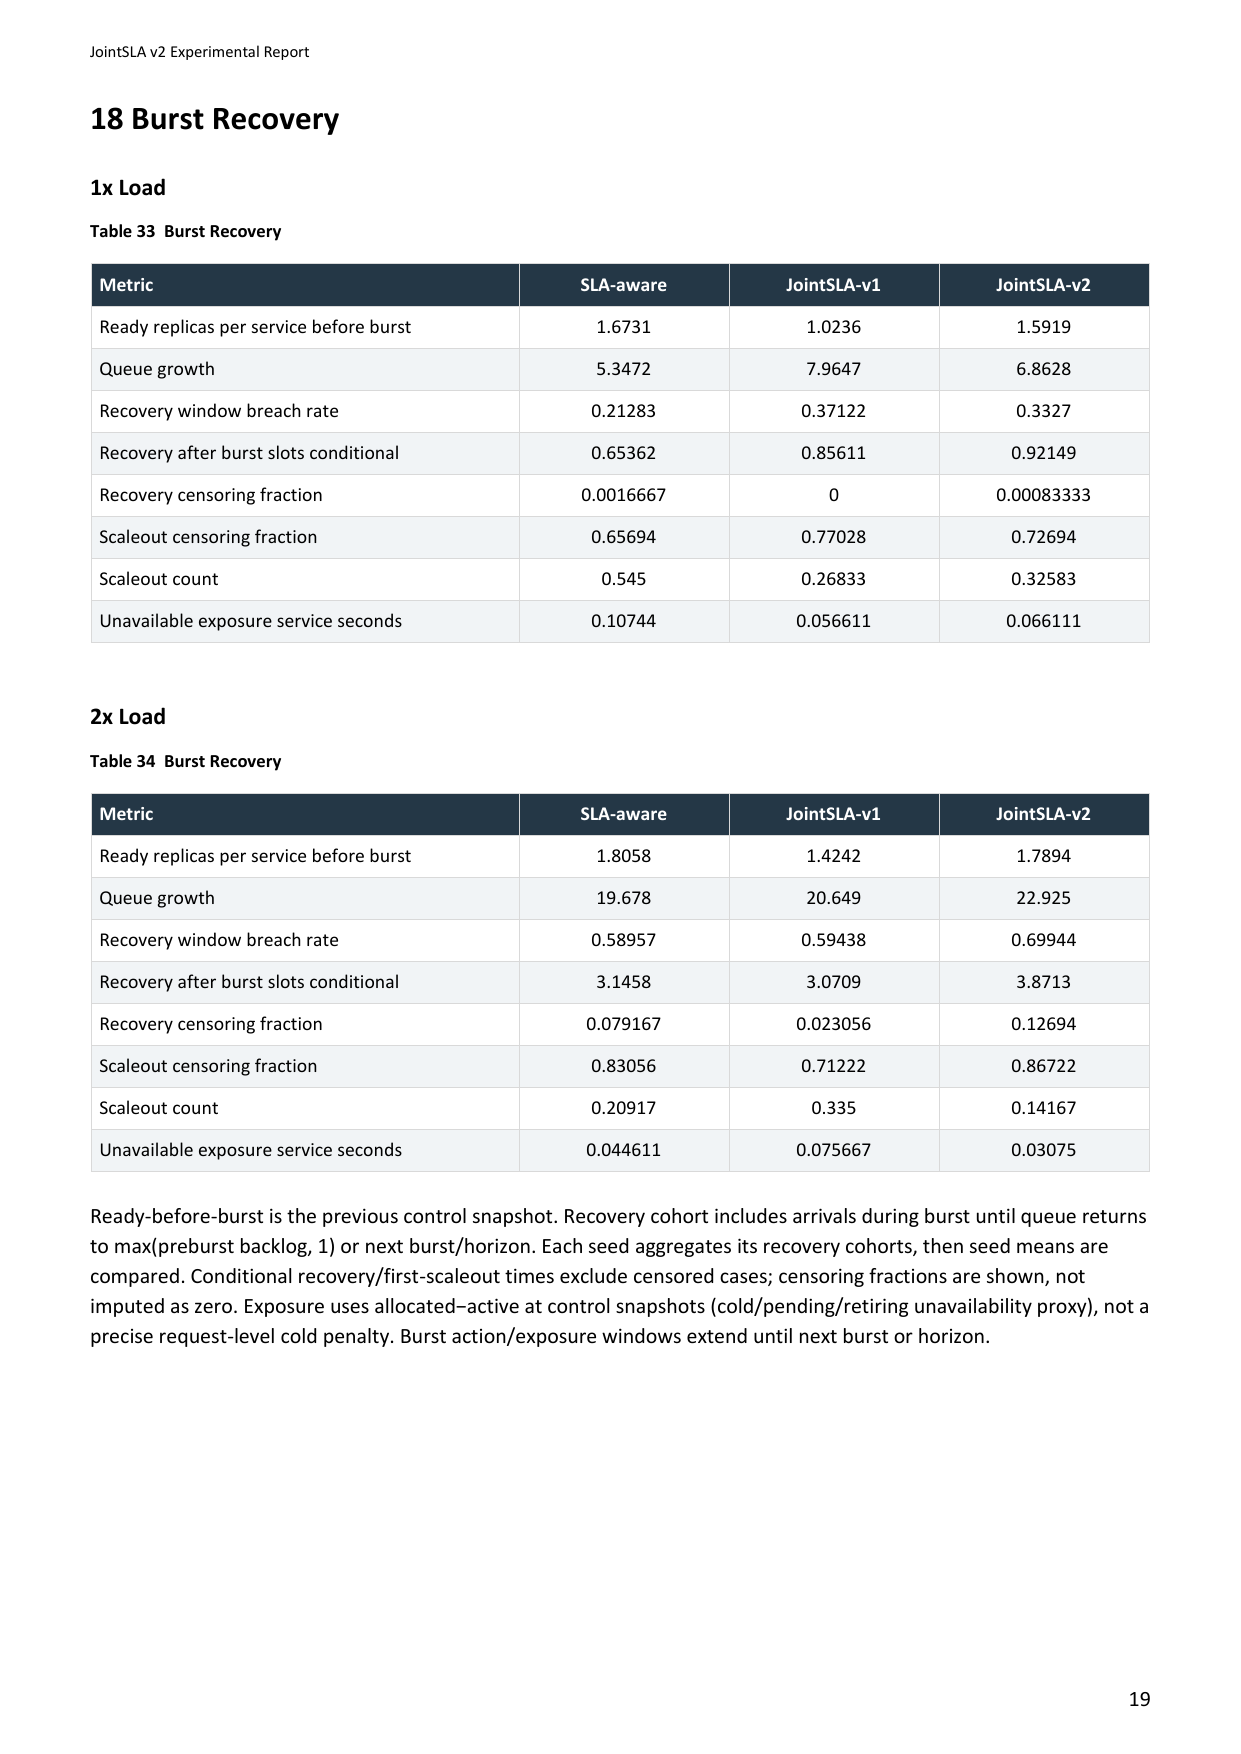 JointSLA v2 Experimental Report
18 Burst Recovery
1x Load
Table 33 Burst Recovery
Metric SLA-aware JointSLA-v1 JointSLA-v2
Ready replicas per service before burst 1.6731 1.0236 1.5919
Queue growth 5.3472 7.9647 6.8628
Recovery window breach rate 0.21283 0.37122 0.3327
Recovery after burst slots conditional 0.65362 0.85611 0.92149
Recovery censoring fraction 0.0016667 0 0.00083333
Scaleout censoring fraction 0.65694 0.77028 0.72694
Scaleout count 0.545 0.26833 0.32583
Unavailable exposure service seconds 0.10744 0.056611 0.066111
2x Load
Table 34 Burst Recovery
Metric SLA-aware JointSLA-v1 JointSLA-v2
Ready replicas per service before burst 1.8058 1.4242 1.7894
Queue growth 19.678 20.649 22.925
Recovery window breach rate 0.58957 0.59438 0.69944
Recovery after burst slots conditional 3.1458 3.0709 3.8713
Recovery censoring fraction 0.079167 0.023056 0.12694
Scaleout censoring fraction 0.83056 0.71222 0.86722
Scaleout count 0.20917 0.335 0.14167
Unavailable exposure service seconds 0.044611 0.075667 0.03075
Ready-before-burst is the previous control snapshot. Recovery cohort includes arrivals during burst until queue returns
to max(preburst backlog, 1) or next burst/horizon. Each seed aggregates its recovery cohorts, then seed means are
compared. Conditional recovery/first-scaleout times exclude censored cases; censoring fractions are shown, not
imputed as zero. Exposure uses allocated−active at control snapshots (cold/pending/retiring unavailability proxy), not a
precise request-level cold penalty. Burst action/exposure windows extend until next burst or horizon.
19